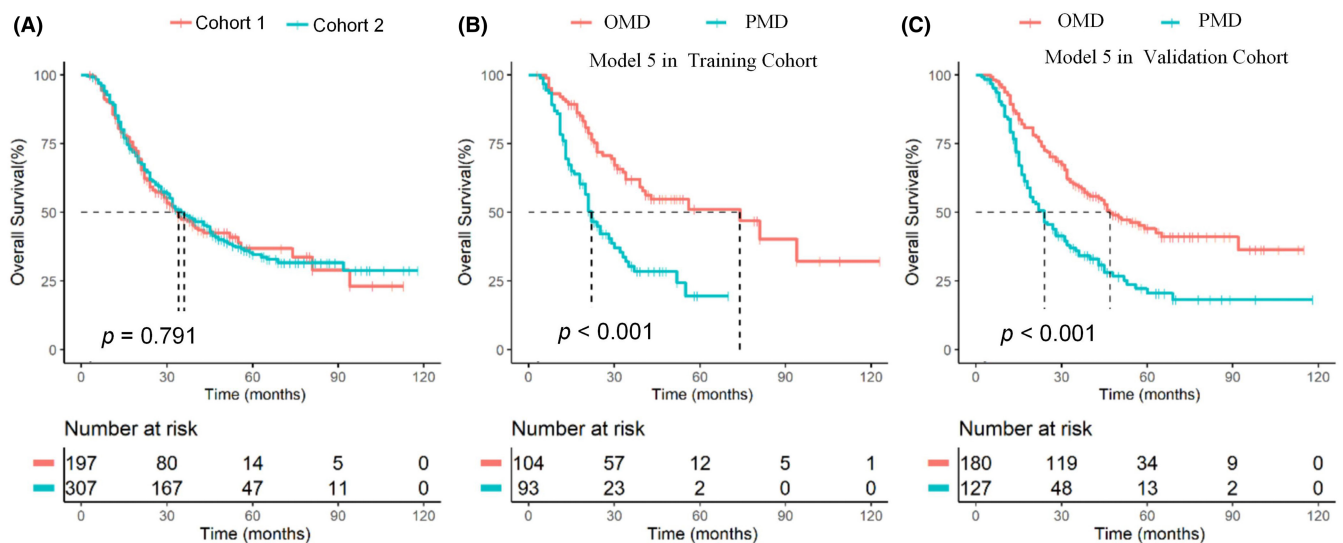 (A)
Cohort 1 Cohort 2
Overall Survival(%)
100
75
50
25
0
p = 0.791
0 30 60 90 120
Time (months)
Number at risk
197 80 14 5 0
307 167 47 11 0
0 30 60 90 120
Time (months)
(B)
OMD PMD
Model 5 in Training Cohort
Overall Survival(%)
100
75
50
25
0
p < 0.001
0 30 60 90 120
Time (months)
Number at risk
104 57 12 5 1
93 23 2 0 0
0 30 60 90 120
Time (months)
(C)
OMD PMD
Model 5 in Validation Cohort
Overall Survival(%)
100
75
50
25
0
p < 0.001
0 30 60 90 120
Time (months)
Number at risk
180 119 34 9 0
127 48 13 2 0
0 30 60 90 120
Time (months)